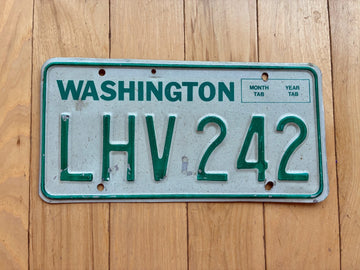 WASHINGTON
MONTH TAB
YEAR TAB
LHV 242